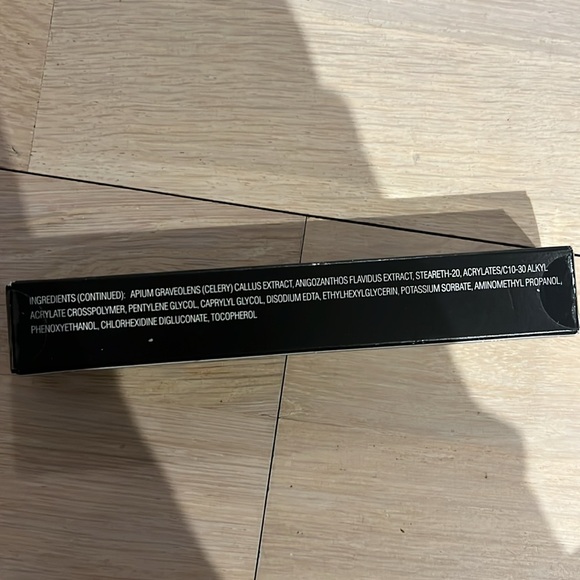 INGREDIENTS (CONTINUED): APIUM GRAVEOLENS (CELERY) CALLUS EXTRACT, ANIGOZANTHOS FLAVIDUS EXTRACT, STEARETH-20, ACRYLATES/C10-30 ALKYL
ACRYLATE CROSSPOLYMER, PENTYLENE GLYCOL, CAPRYLYL GLYCOL, DISODIUM EDTA, ETHYLHEXYLGLYCERIN, POTASSIUM SORBATE, AMINOMETHYL PROPANOL,
PHENOXYETHANOL, CHLORHEXIDINE DIGLUCONATE, TOCOPHEROL